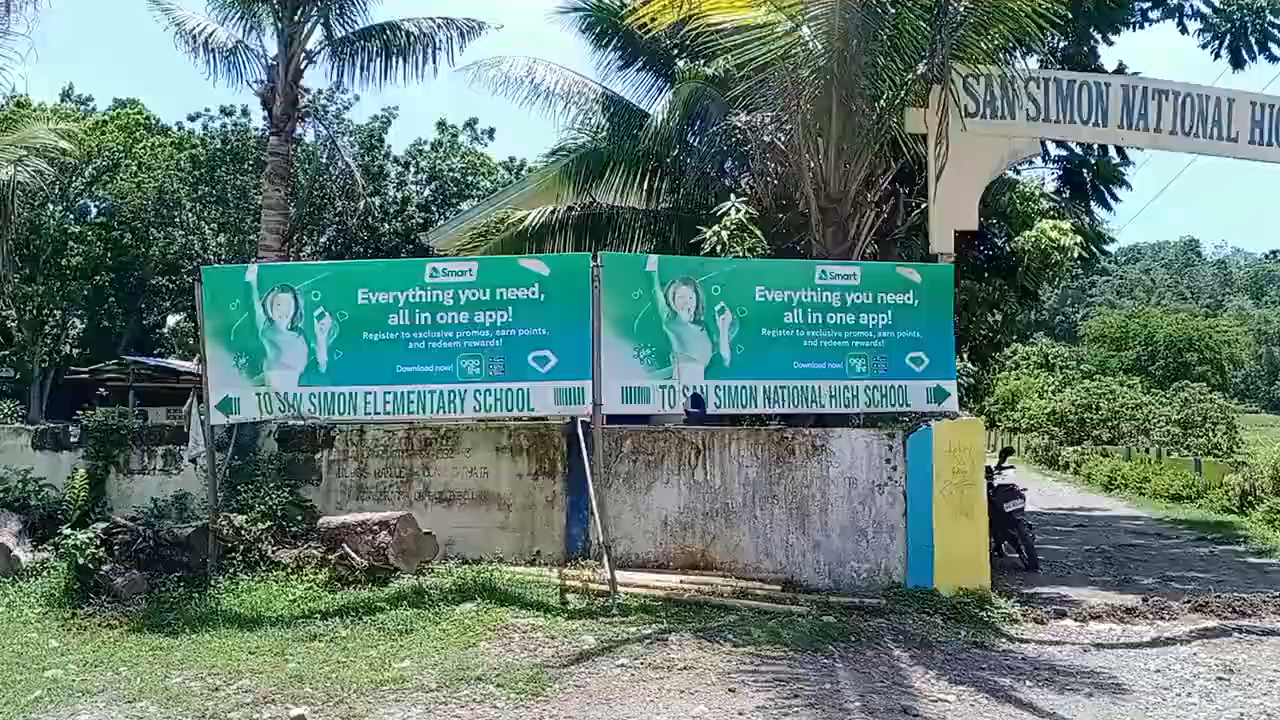 SAN SIMON NATIONAL
Smart
Everything you need,
all in one app!
Register to exclusive promos, earn points,
and redeem rewards!
Download now!
TO SAN SIMON ELEMENTARY SCHOOL
Smart
Everything you need,
all in one app!
Register to exclusive promos, earn points,
and redeem rewards!
Download now!
TO SAN SIMON NATIONAL HIGH SCHOOL